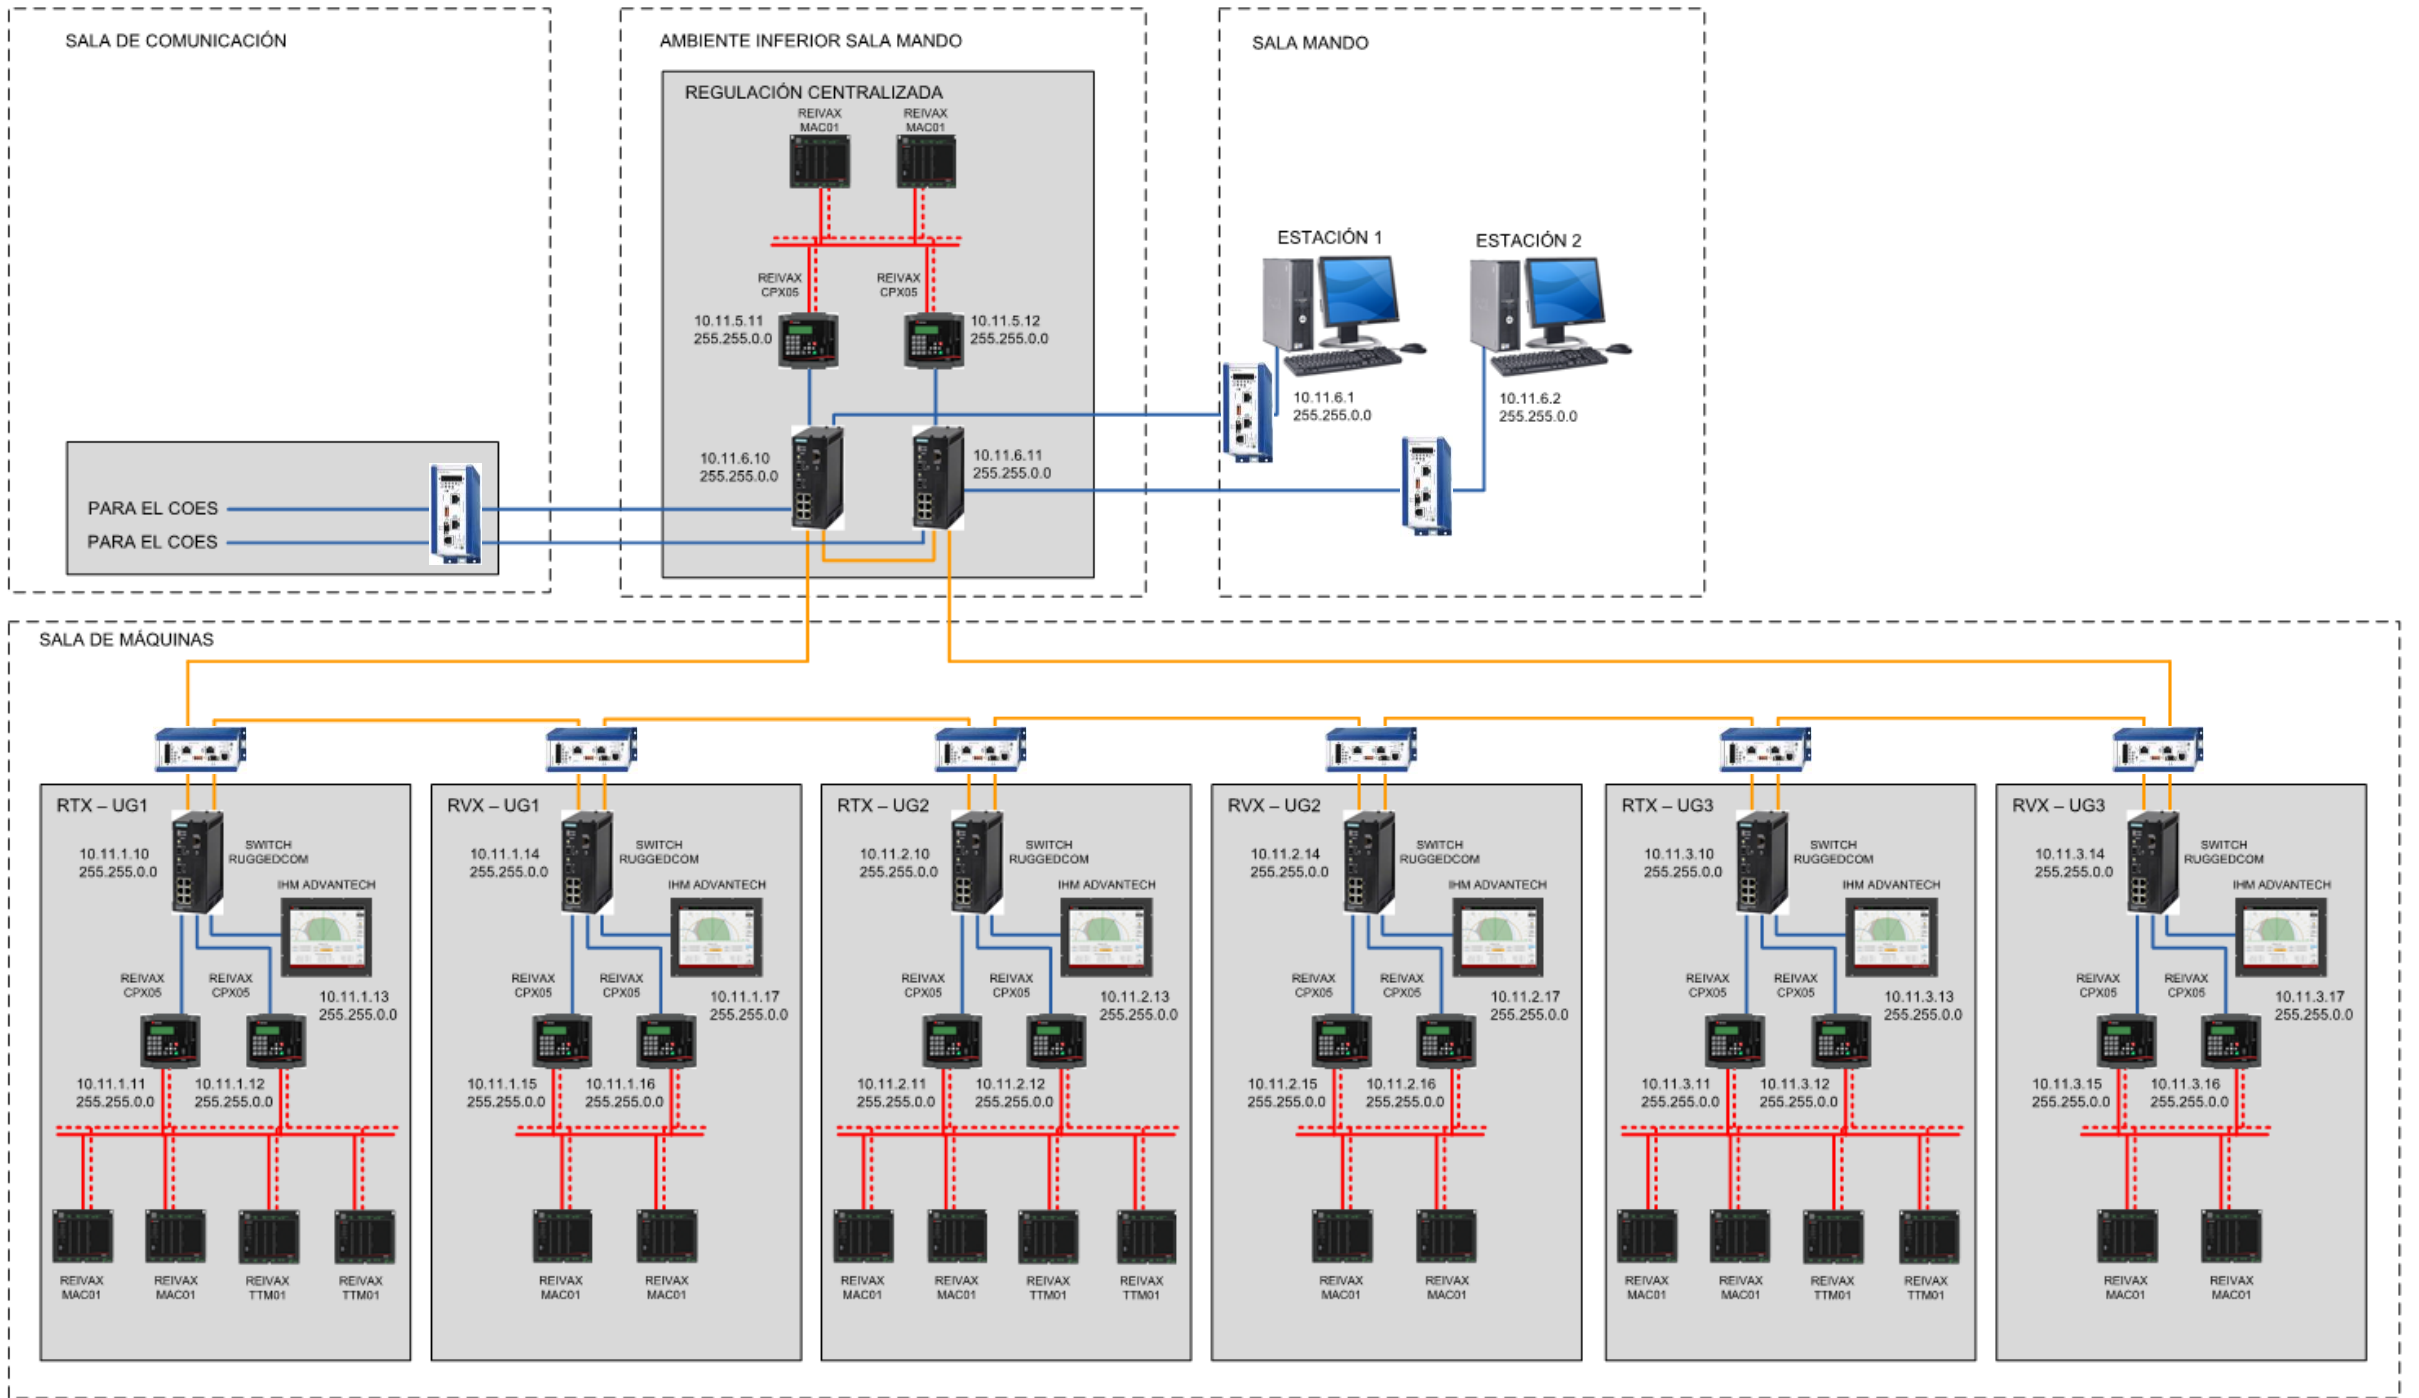 SALA DE COMUNICACIÓN
PARA EL COES
PARA EL COES
AMBIENTE INFERIOR SALA MANDO
REGULACIÓN CENTRALIZADA
REIVAX
MAC01
REIVAX
MAC01
REIVAX
CPX05
REIVAX
CPX05
10.11.5.11
255.255.0.0
10.11.5.12
255.255.0.0
10.11.6.10
255.255.0.0
10.11.6.11
255.255.0.0
SALA MANDO
ESTACIÓN 1
ESTACIÓN 2
10.11.6.1
255.255.0.0
10.11.6.2
255.255.0.0
SALA DE MÁQUINAS
RTX – UG1
SWITCH
RUGGEDCOM
10.11.1.10
255.255.0.0
IHM ADVANTECH
REIVAX
CPX05
REIVAX
CPX05
10.11.1.13
255.255.0.0
10.11.1.11
255.255.0.0
10.11.1.12
255.255.0.0
REIVAX
MAC01
REIVAX
MAC01
REIVAX
TTM01
REIVAX
TTM01
RVX – UG1
SWITCH
RUGGEDCOM
10.11.1.14
255.255.0.0
IHM ADVANTECH
REIVAX
CPX05
REIVAX
CPX05
10.11.1.17
255.255.0.0
10.11.1.15
255.255.0.0
10.11.1.16
255.255.0.0
REIVAX
MAC01
REIVAX
MAC01
RTX – UG2
SWITCH
RUGGEDCOM
10.11.2.10
255.255.0.0
IHM ADVANTECH
REIVAX
CPX05
REIVAX
CPX05
10.11.2.13
255.255.0.0
10.11.2.11
255.255.0.0
10.11.2.12
255.255.0.0
REIVAX
MAC01
REIVAX
MAC01
REIVAX
TTM01
REIVAX
TTM01
RVX – UG2
SWITCH
RUGGEDCOM
10.11.2.14
255.255.0.0
IHM ADVANTECH
REIVAX
CPX05
REIVAX
CPX05
10.11.2.17
255.255.0.0
10.11.2.15
255.255.0.0
10.11.2.16
255.255.0.0
REIVAX
MAC01
REIVAX
MAC01
RTX – UG3
SWITCH
RUGGEDCOM
10.11.3.10
255.255.0.0
IHM ADVANTECH
REIVAX
CPX05
REIVAX
CPX05
10.11.3.13
255.255.0.0
10.11.3.11
255.255.0.0
10.11.3.12
255.255.0.0
REIVAX
MAC01
REIVAX
MAC01
REIVAX
TTM01
REIVAX
TTM01
RVX – UG3
SWITCH
RUGGEDCOM
10.11.3.14
255.255.0.0
IHM ADVANTECH
REIVAX
CPX05
REIVAX
CPX05
10.11.3.17
255.255.0.0
10.11.3.15
255.255.0.0
10.11.3.16
255.255.0.0
REIVAX
MAC01
REIVAX
MAC01